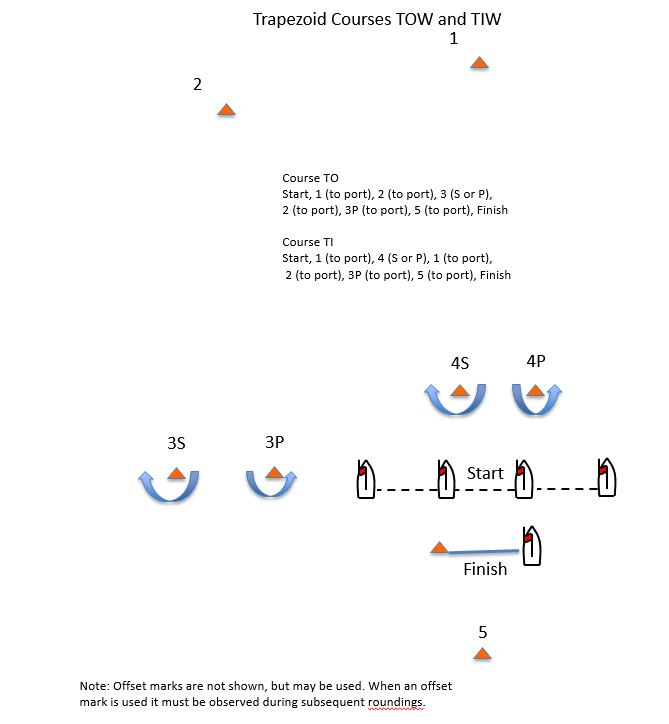 Trapezoid Courses TOW and TIW
1
2
Course TO
Start, 1 (to port), 2 (to port), 3 (S or P),
2 (to port), 3P (to port), 5 (to port), Finish
Course TI
Start, 1 (to port), 4 (S or P), 1 (to port),
2 (to port), 3P (to port), 5 (to port), Finish
4S
4P
3S
3P
Start
Finish
5
Note: Offset marks are not shown, but may be used. When an offset
mark is used it must be observed during subsequent roundings.